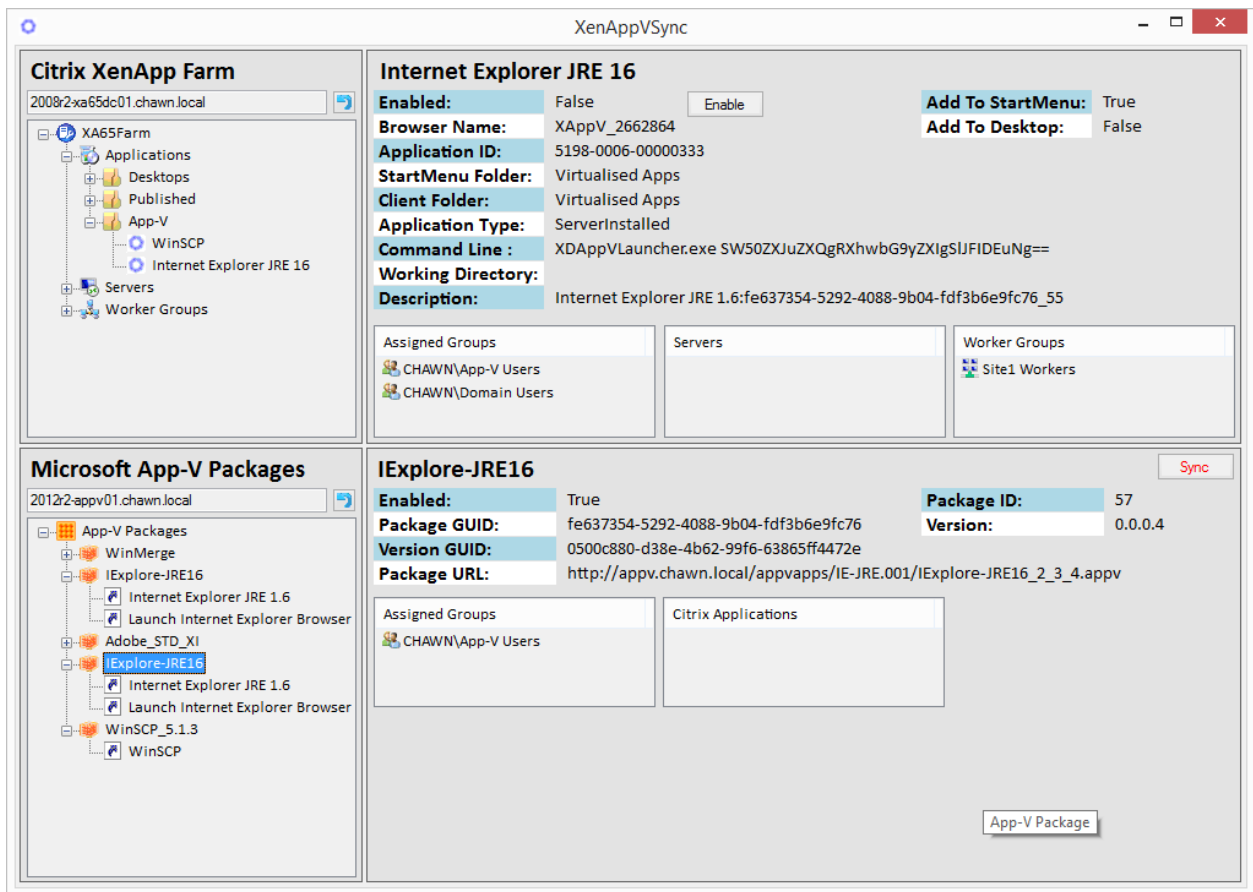 XenAppVSync
Citrix XenApp Farm
2008r2-xa65dc01.chawn.local
XA65Farm
Applications
Desktops
Published
App-V
WinSCP
Internet Explorer JRE 16
Servers
Worker Groups
Internet Explorer JRE 16
Enabled: False Enable Add To StartMenu: True
Browser Name: XAppV_2662864 Add To Desktop: False
Application ID: 5198-0006-00000333
StartMenu Folder: Virtualised Apps
Client Folder: Virtualised Apps
Application Type: ServerInstalled
Command Line : XDAppVLauncher.exe SW50ZXJuZXQgRXhwbG9yZXIgSlJFIDEuNg==
Working Directory:
Description: Internet Explorer JRE 1.6:fe637354-5292-4088-9b04-fdf3b6e9fc76_55
Assigned Groups Servers Worker Groups
CHAWN\App-V Users Site1 Workers
CHAWN\Domain Users
Microsoft App-V Packages
2012r2-appv01.chawn.local
App-V Packages
WinMerge
IExplore-JRE16
Internet Explorer JRE 1.6
Launch Internet Explorer Browser
Adobe_STD_XI
IExplore-JRE16
Internet Explorer JRE 1.6
Launch Internet Explorer Browser
WinSCP_5.1.3
WinSCP
IExplore-JRE16 Sync
Enabled: True Package ID: 57
Package GUID: fe637354-5292-4088-9b04-fdf3b6e9fc76 Version: 0.0.0.4
Version GUID: 0500c880-d38e-4b62-99f6-63865ff4472e
Package URL: http://appv.chawn.local/appvapps/IE-JRE.001/IExplore-JRE16_2_3_4.appv
Assigned Groups Citrix Applications
CHAWN\App-V Users
App-V Package